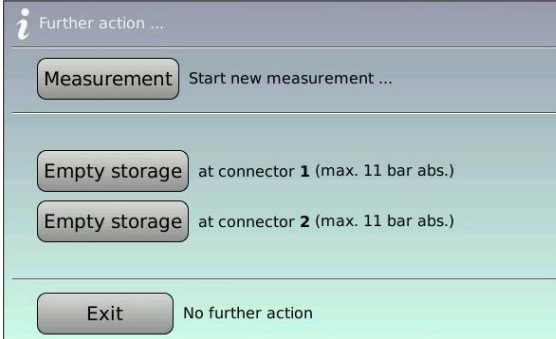 Further action ...
Measurement Start new measurement ...
Empty storage at connector 1 (max. 11 bar abs.)
Empty storage at connector 2 (max. 11 bar abs.)
Exit No further action